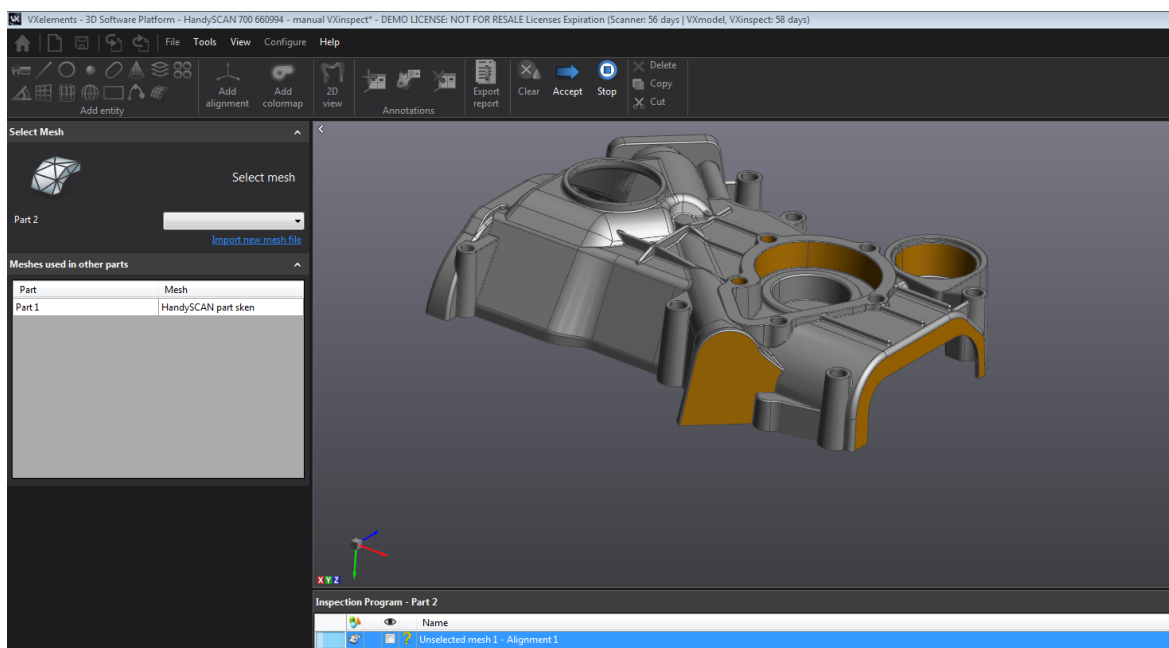 VXelements - 3D Software Platform - HandySCAN 700 660994 - manual VXinspect* - DEMO LICENSE: NOT FOR RESALE Licenses Expiration (Scanner: 56 days | VXmodel, VXinspect: 58 days)
File Tools View Configure Help
Add alignment
Add colormap
2D view
Export report
Clear
Accept
Stop
Delete
Copy
Cut
Add entity
Annotations
Select Mesh
Select mesh
Part 2
Import new mesh file
Meshes used in other parts
Part Mesh
Part 1 HandySCAN part sken
X Y Z
Inspection Program - Part 2
Name
? Unselected mesh 1 - Alignment 1